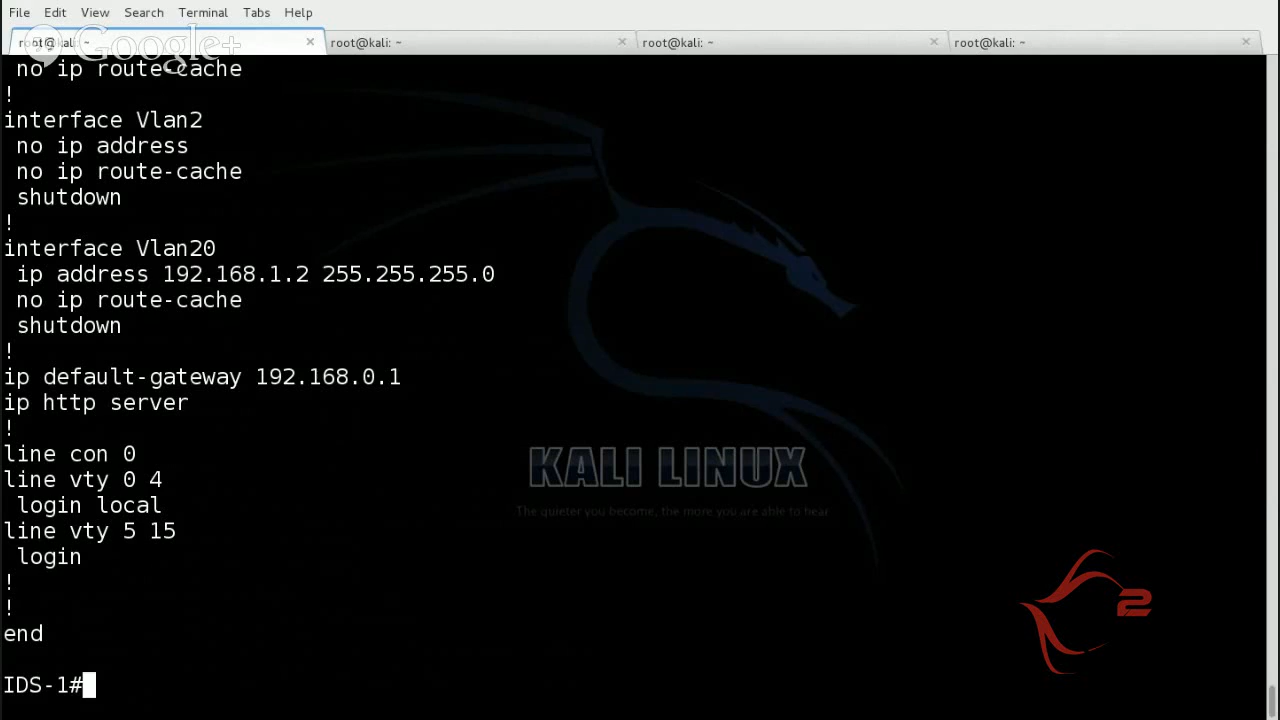 File Edit View Search Terminal Tabs Help
Google+
root@kali: ~ × root@kali: ~ × root@kali: ~ × root@kali: ~ ×
 no ip route-cache
!
interface Vlan2
 no ip address
 no ip route-cache
 shutdown
!
interface Vlan20
 ip address 192.168.1.2 255.255.255.0
 no ip route-cache
 shutdown
!
ip default-gateway 192.168.0.1
ip http server
!
line con 0
line vty 0 4
 login local
line vty 5 15
 login
!
!
end
IDS-1#
KALI LINUX
The quieter you become, the more you are able to hear
2